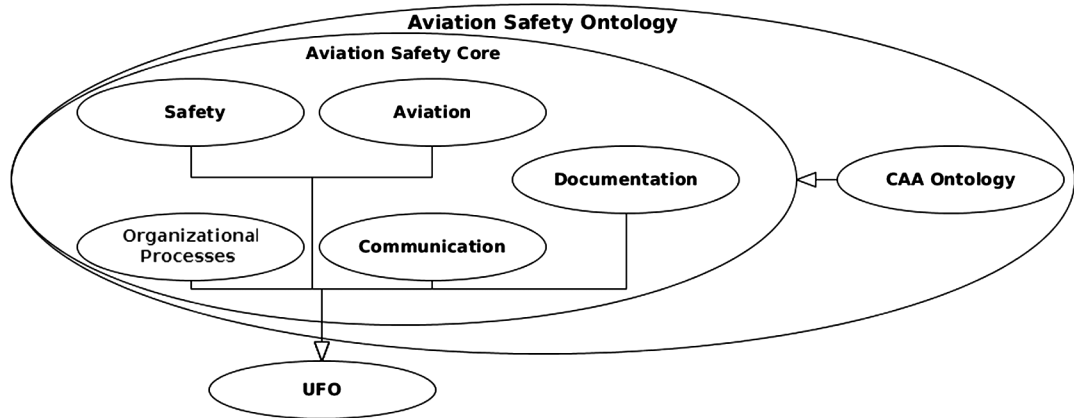 Aviation Safety Ontology
Aviation Safety Core
Safety
Aviation
Documentation
CAA Ontology
Organizational
Processes
Communication
UFO